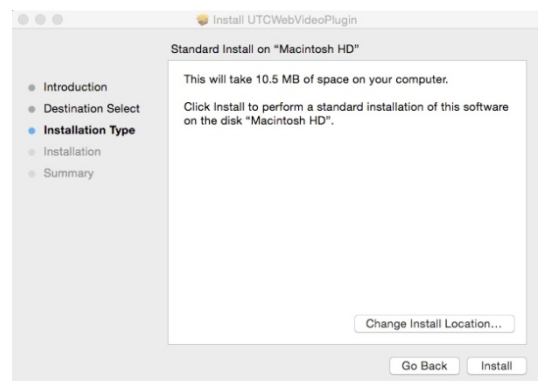 Install UTCWebVideoPlugin
Standard Install on “Macintosh HD”
Introduction
Destination Select
Installation Type
Installation
Summary
This will take 10.5 MB of space on your computer.
Click Install to perform a standard installation of this software
on the disk “Macintosh HD”.
Change Install Location...
Go Back
Install